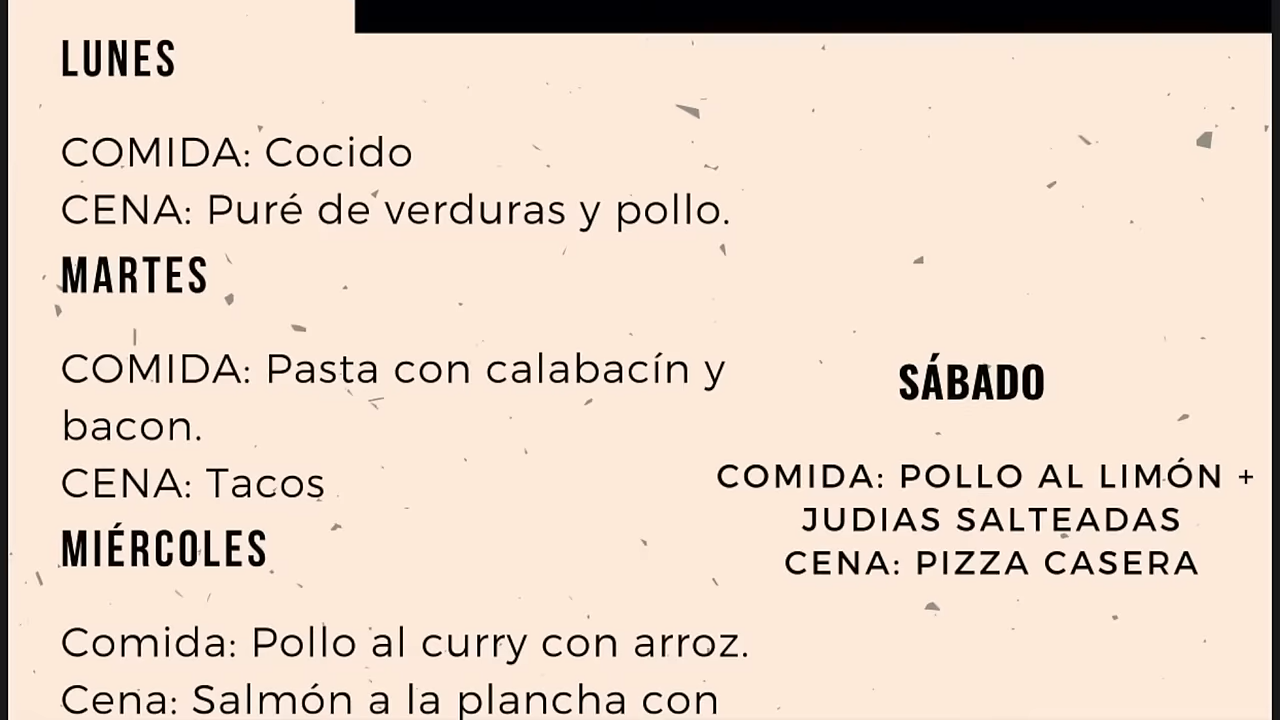 LUNES
COMIDA: Cocido
CENA: Puré de verduras y pollo.
MARTES
COMIDA: Pasta con calabacín y
bacon.
CENA: Tacos
MIÉRCOLES
Comida: Pollo al curry con arroz.
Cena: Salmón a la plancha con
SÁBADO
COMIDA: POLLO AL LIMÓN +
JUDIAS SALTEADAS
CENA: PIZZA CASERA